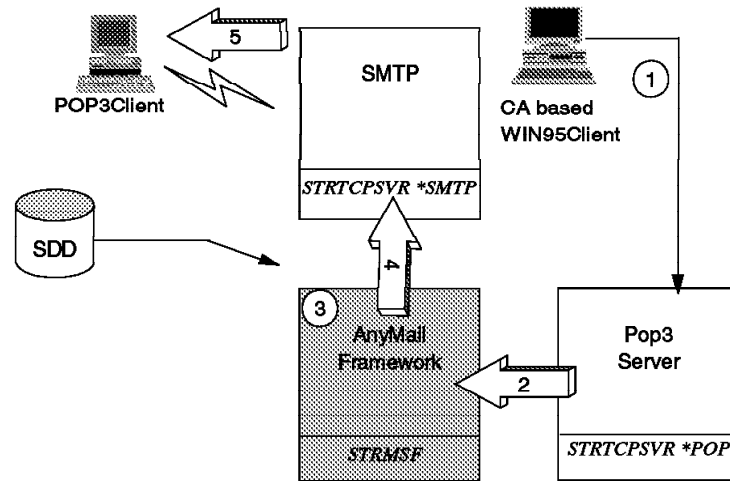 5
SMTP
POP3Client
CA based
WIN95Client
1
STRTCPSVR *SMTP
SDD
4
3
AnyMail
Framework
Pop3
Server
2
STRMSF
STRTCPSVR *POP